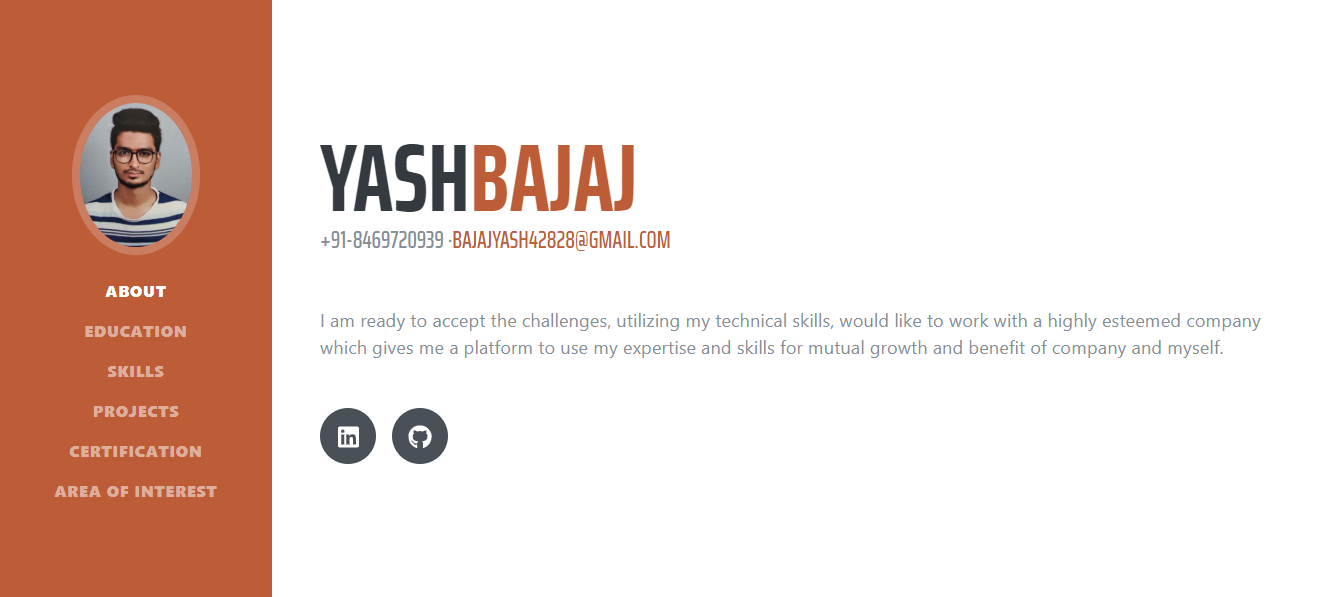 ABOUT
EDUCATION
SKILLS
PROJECTS
CERTIFICATION
AREA OF INTEREST
YASHBAJAJ
+91-8469720939 ·BAJAJYASH42828@GMAIL.COM
I am ready to accept the challenges, utilizing my technical skills, would like to work with a highly esteemed company
which gives me a platform to use my expertise and skills for mutual growth and benefit of company and myself.
in